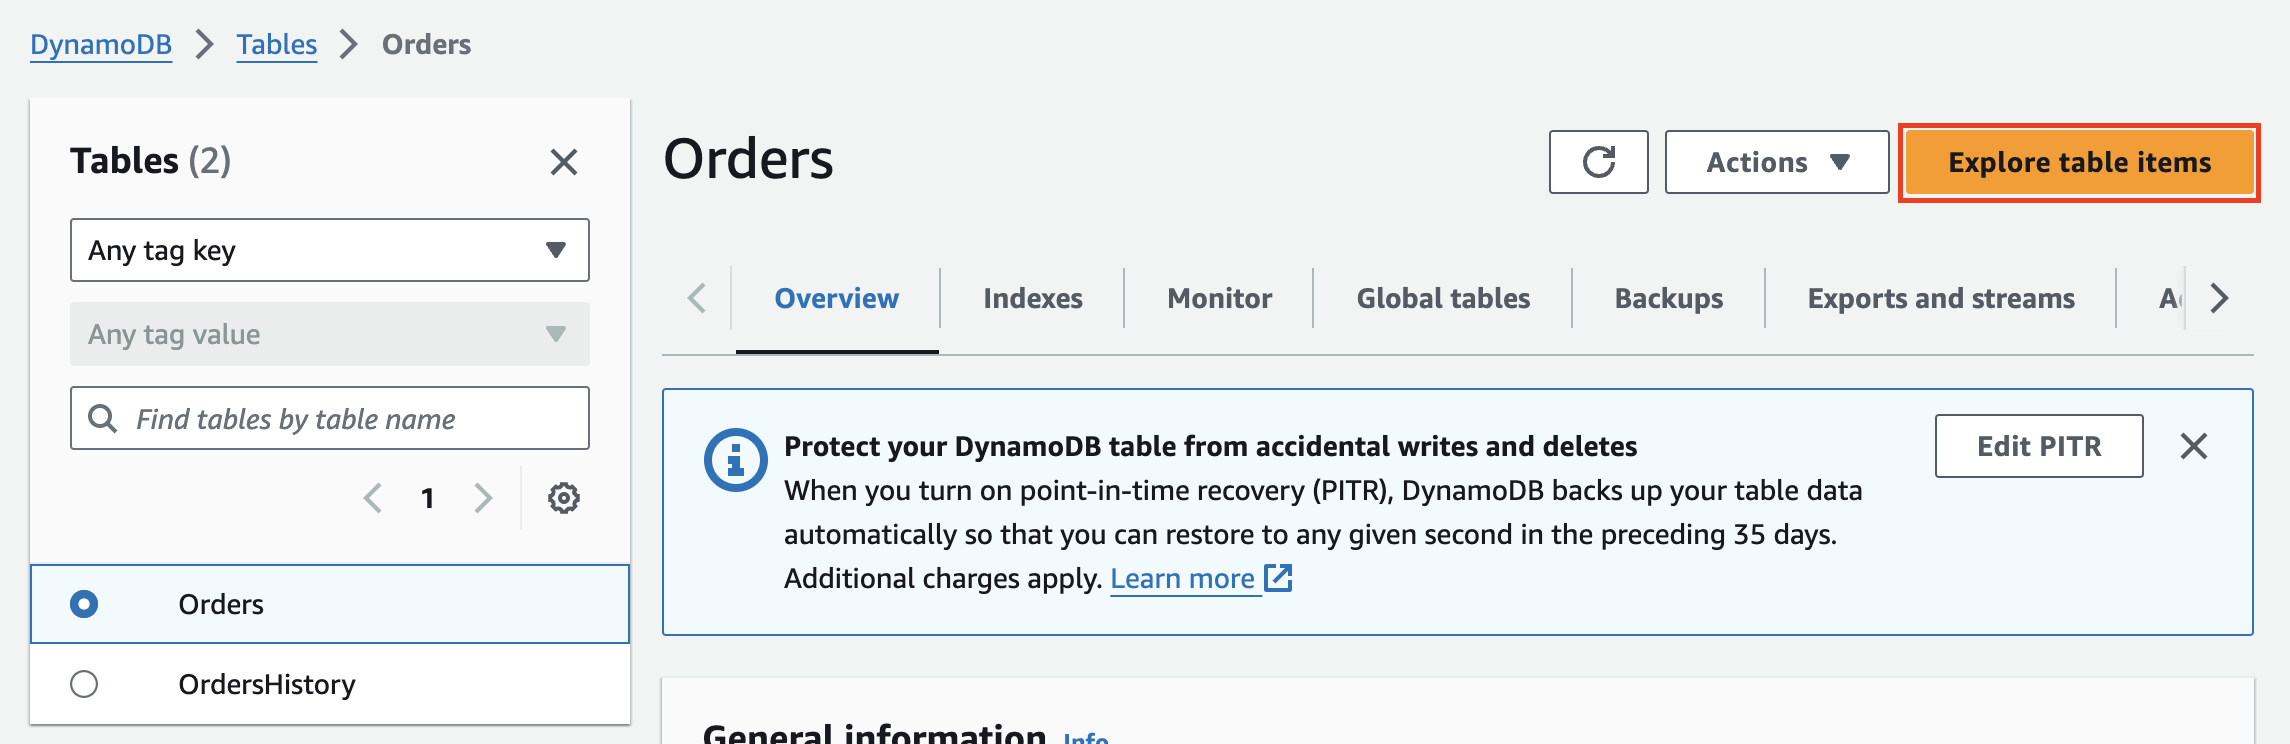 DynamoDB
Tables
Orders
Tables (2)
Any tag key
Any tag value
Find tables by table name
1
Orders
OrdersHistory
Orders
Actions
Explore table items
Overview
Indexes
Monitor
Global tables
Backups
Exports and streams
Protect your DynamoDB table from accidental writes and deletes
When you turn on point-in-time recovery (PITR), DynamoDB backs up your table data
automatically so that you can restore to any given second in the preceding 35 days.
Additional charges apply. Learn more
Edit PITR
General information Info